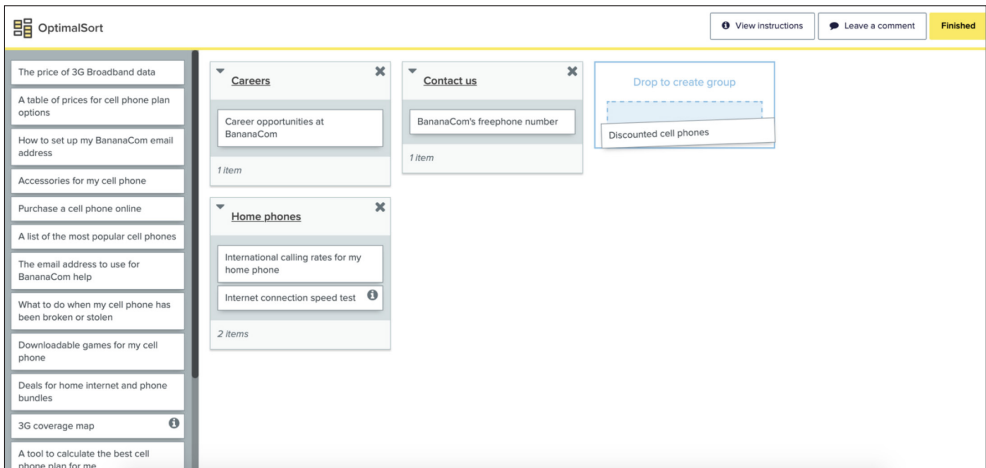 OptimalSort
View instructions
Leave a comment
Finished
The price of 3G Broadband data
A table of prices for cell phone plan
options
How to set up my BananaCom email
address
Accessories for my cell phone
Purchase a cell phone online
A list of the most popular cell phones
The email address to use for
BananaCom help
What to do when my cell phone has
been broken or stolen
Downloadable games for my cell
phone
Deals for home internet and phone
bundles
3G coverage map
A tool to calculate the best cell
phone plan for me
Careers
Career opportunities at
BananaCom
1 item
Contact us
BananaCom's freephone number
1 item
Drop to create group
Discounted cell phones
Home phones
International calling rates for my
home phone
Internet connection speed test
2 items